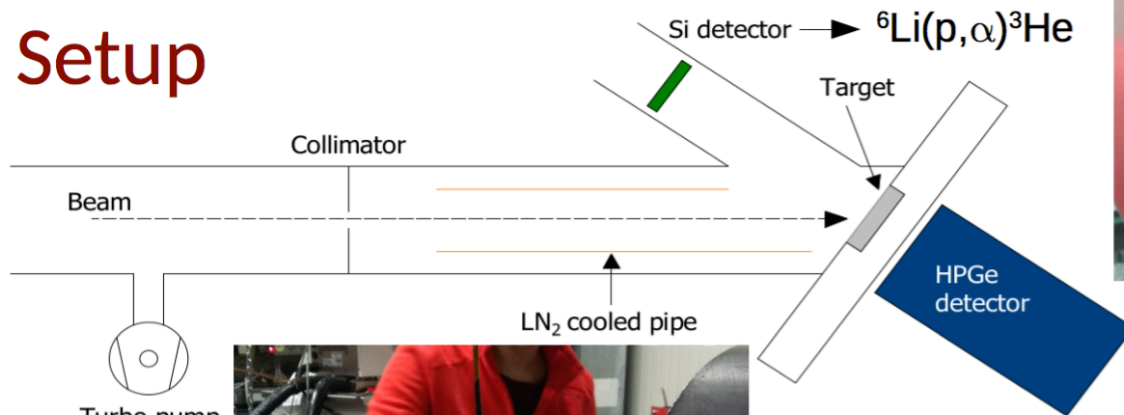 Setup
Si detector
⁶Li(p,α)³He
Target
Collimator
Beam
HPGe
detector
LN₂ cooled pipe
Turbo pump